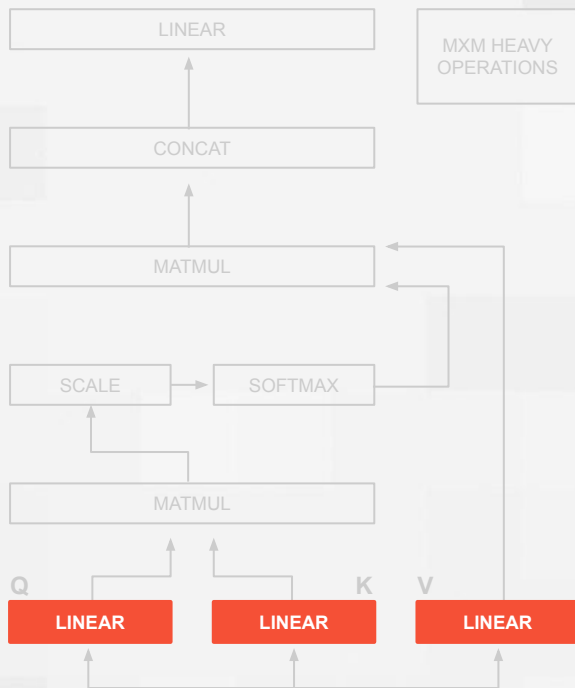 LINEAR
MXM HEAVY
OPERATIONS
CONCAT
MATMUL
SCALE
SOFTMAX
MATMUL
Q
K
V
LINEAR
LINEAR
LINEAR